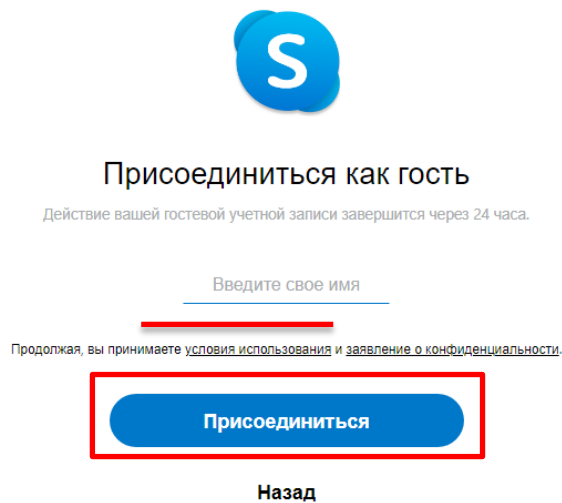 S
Присоединиться как гость
Действие вашей гостевой учетной записи завершится через 24 часа.
Введите свое имя
Продолжая, вы принимаете условия использования и заявление о конфиденциальности.
Присоединиться
Назад